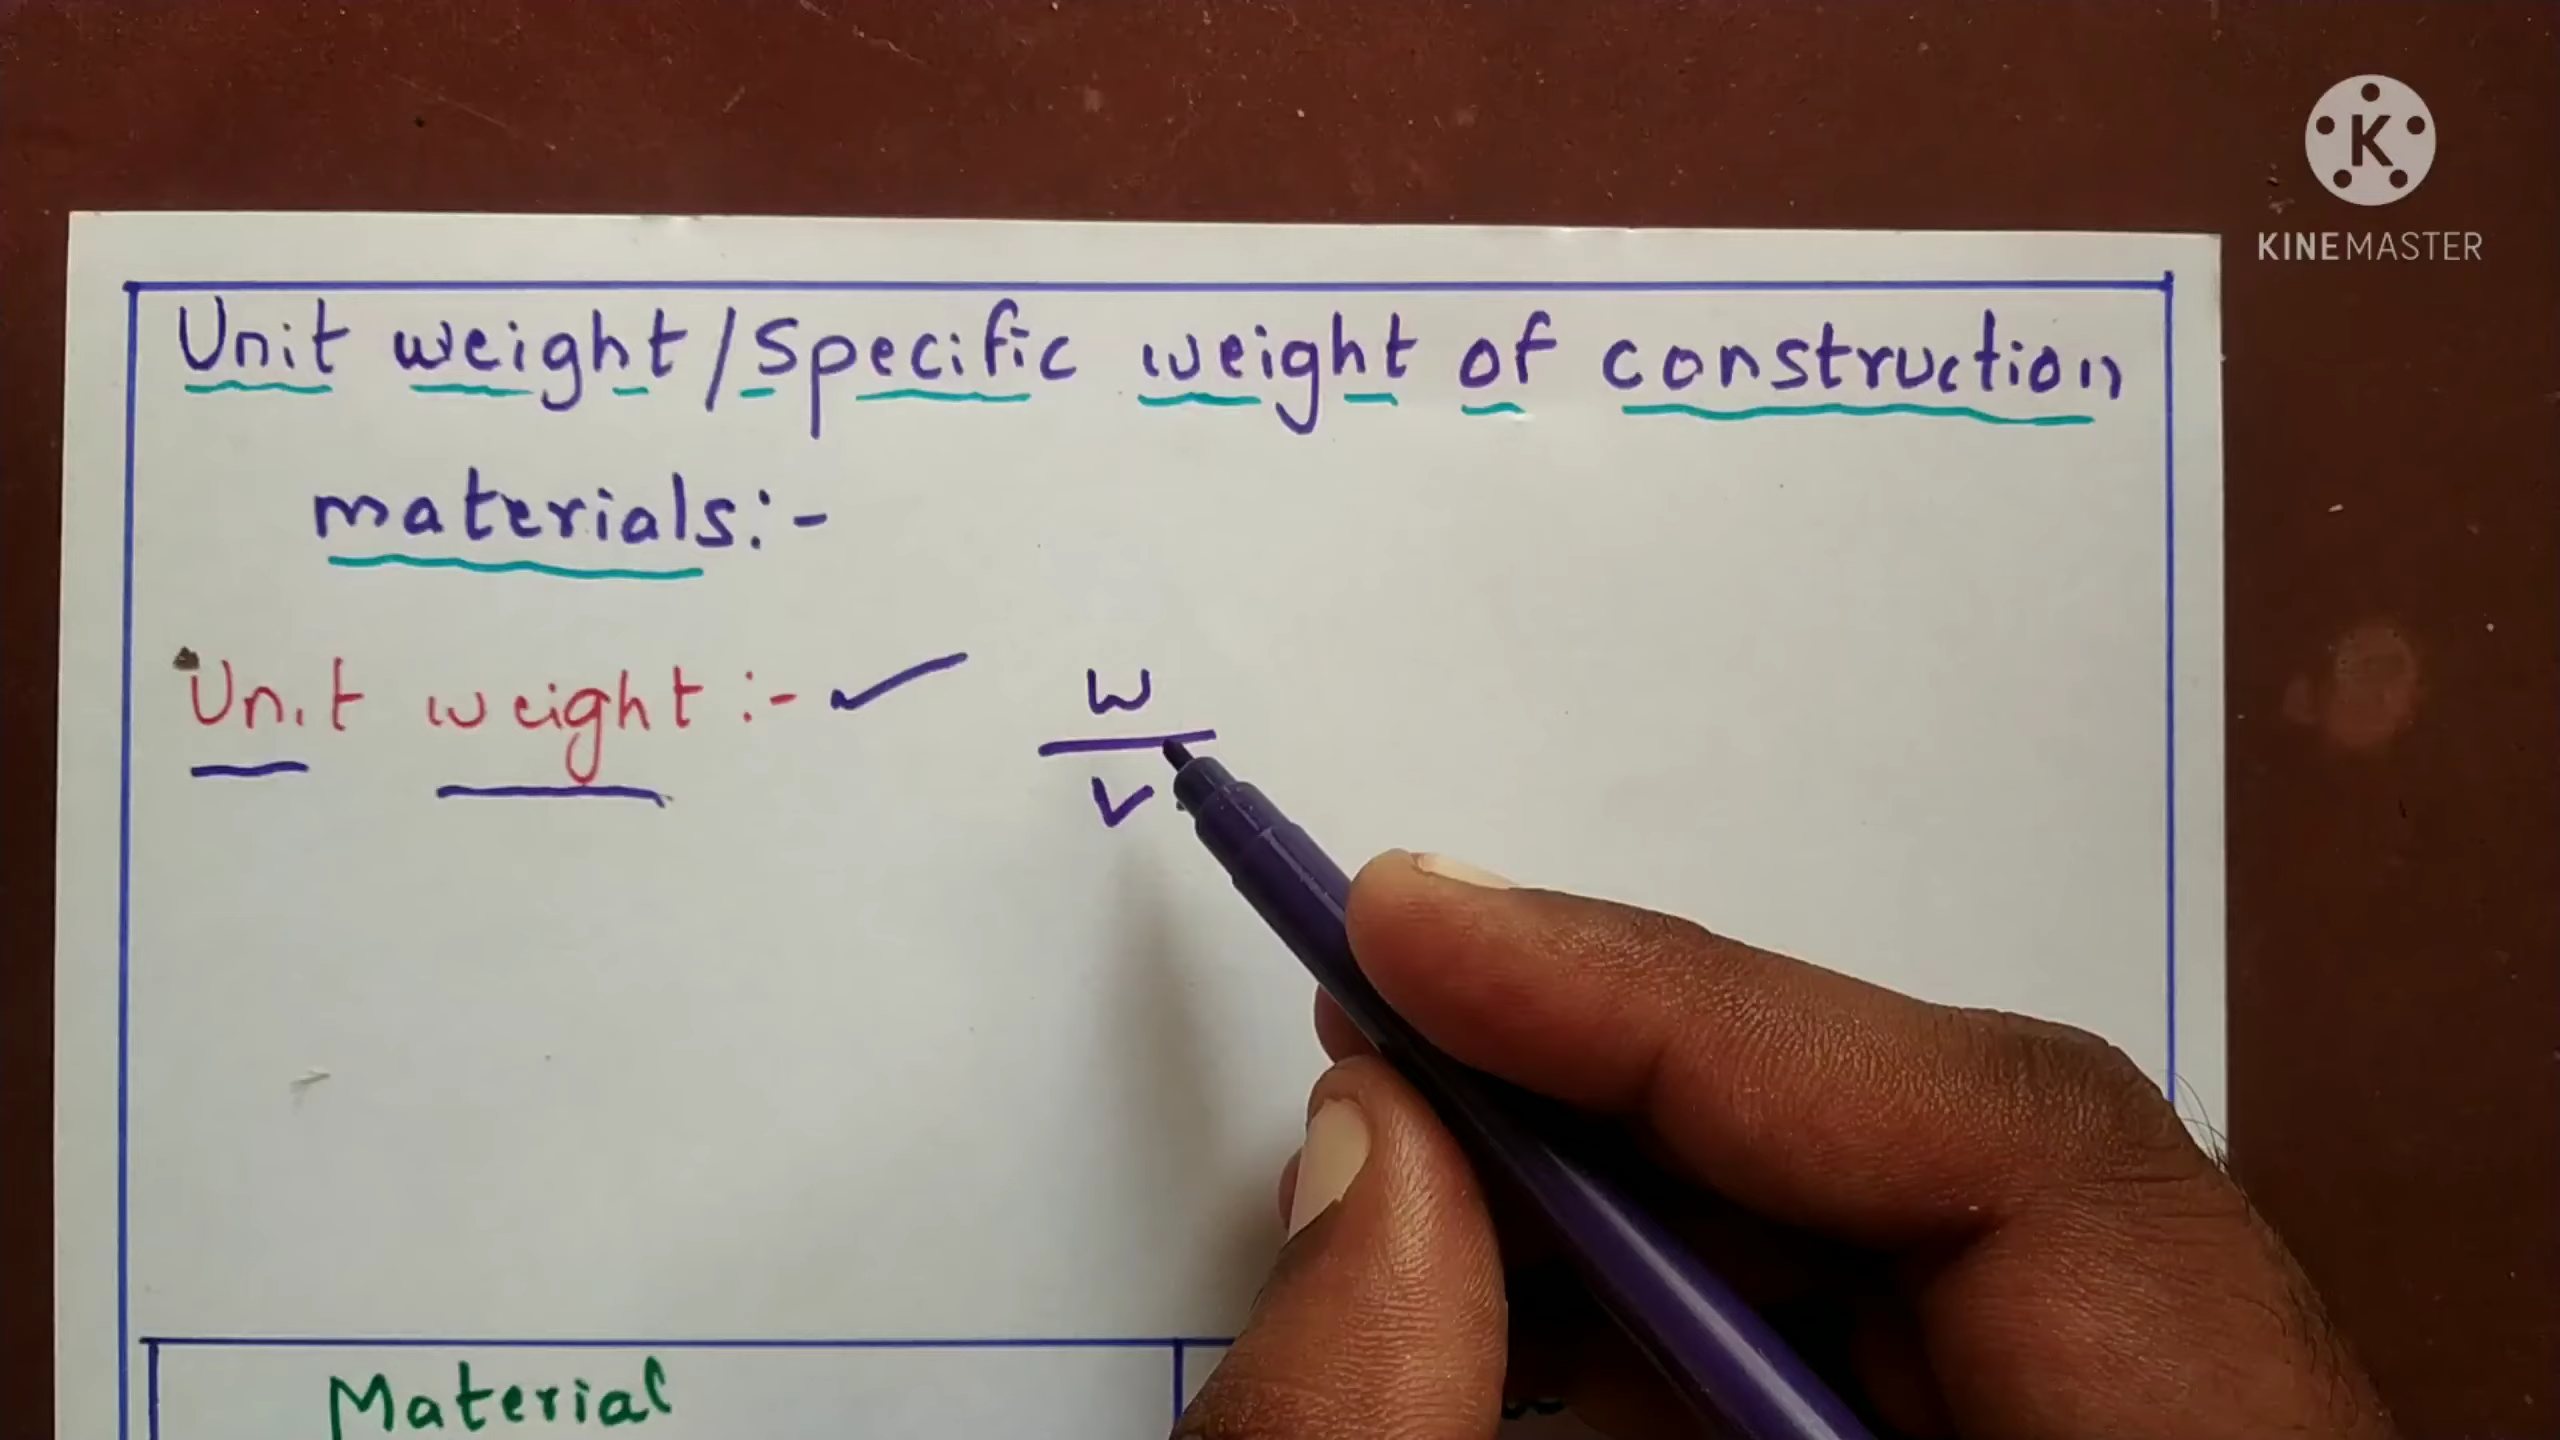 K
KINEMASTER
Unit weight/Specific weight of construction
materials:-
Unit weight:-
W
V
Material